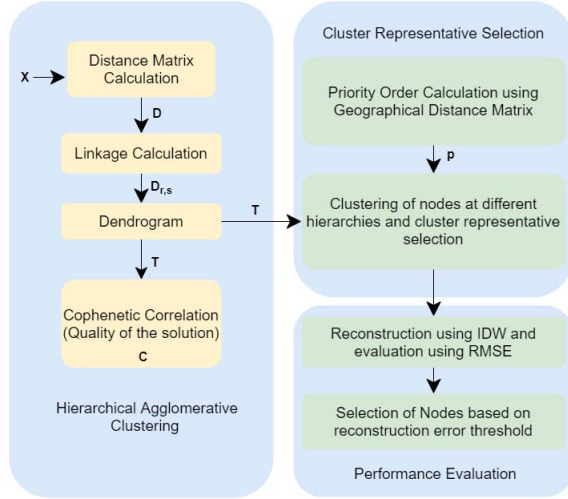 X
Distance Matrix
Calculation
D
Linkage Calculation
D_{r,s}
Dendrogram
T
T
Cophenetic Correlation
(Quality of the solution)
C
Hierarchical Agglomerative
Clustering
Cluster Representative Selection
Priority Order Calculation using
Geographical Distance Matrix
p
Clustering of nodes at different
hierarchies and cluster representative
selection
Reconstruction using IDW and
evaluation using RMSE
Selection of Nodes based on
reconstruction error threshold
Performance Evaluation